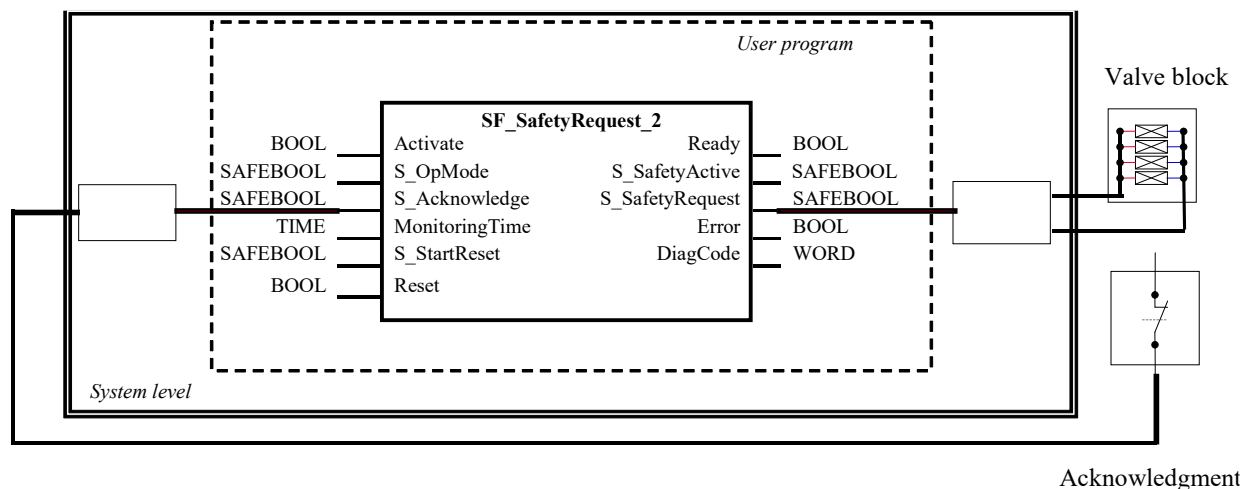 User program
Valve block
SF_SafetyRequest_2
BOOL Activate Ready BOOL
SAFEBOOL S_OpMode S_SafetyActive SAFEBOOL
SAFEBOOL S_Acknowledge S_SafetyRequest SAFEBOOL
TIME MonitoringTime Error BOOL
SAFEBOOL S_StartReset DiagCode WORD
BOOL Reset
System level
Acknowledgment